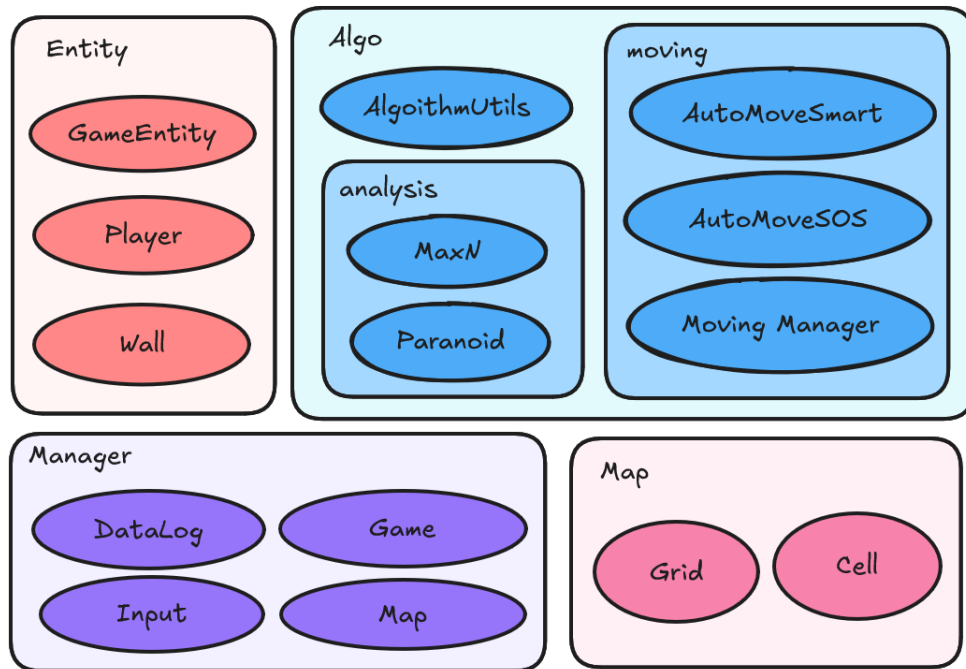 Entity
GameEntity
Player
Wall
Algo
AlgoithmUtils
analysis
MaxN
Paranoid
moving
AutoMoveSmart
AutoMoveSOS
Moving Manager
Manager
DataLog
Game
Input
Map
Map
Grid
Cell